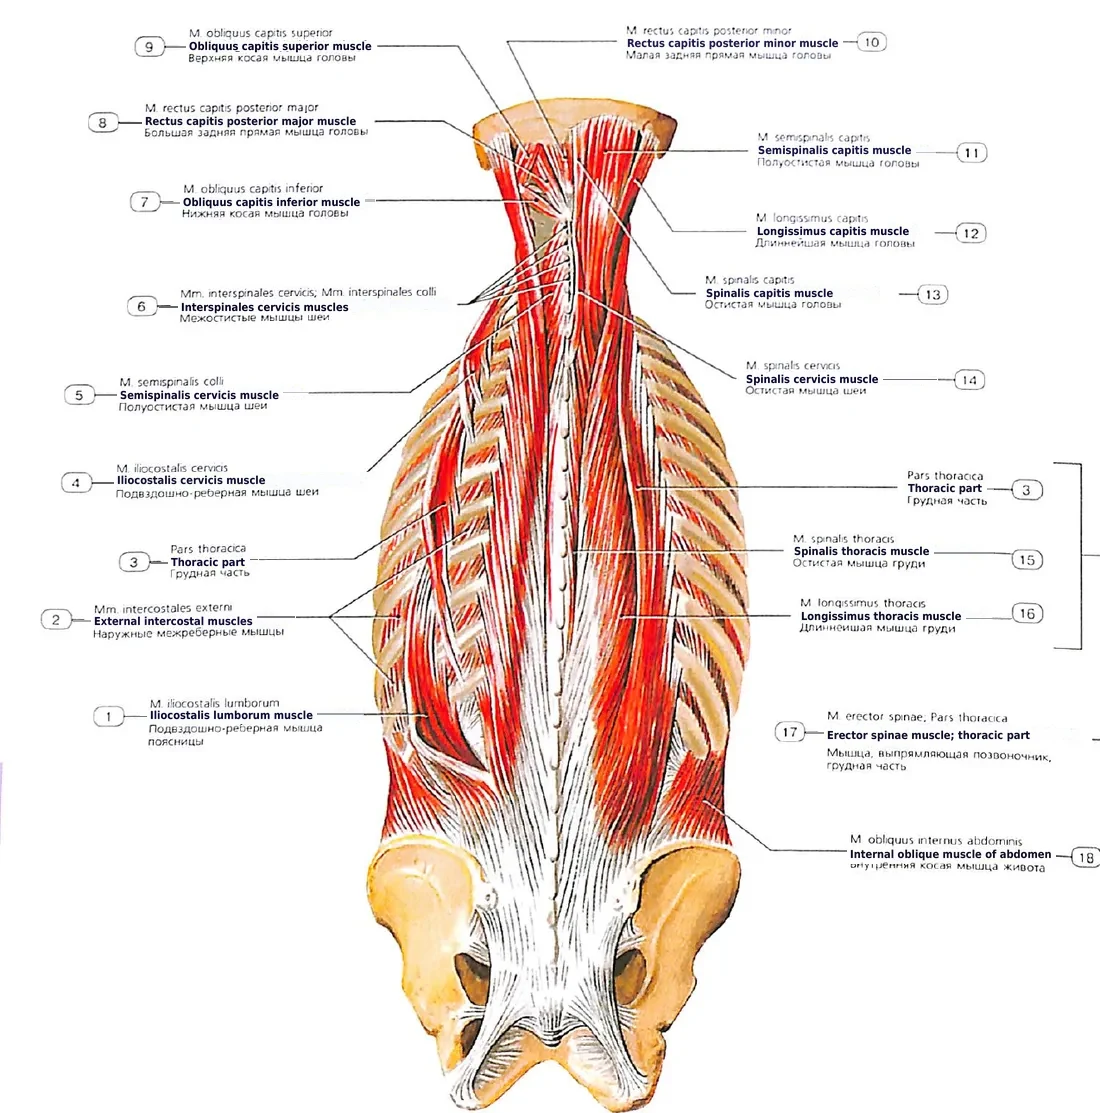 9
M. obliquus capitis superior
Obliquus capitis superior muscle
Верхняя косая мышца головы
M. rectus capitis posterior minor
Rectus capitis posterior minor muscle
Малая задняя прямая мышца головы
10
8
M. rectus capitis posterior major
Rectus capitis posterior major muscle
Большая задняя прямая мышца головы
M. semispinalis capitis
Semispinalis capitis muscle
Полуостистая мышца головы
11
7
M. obliquus capitis inferior
Obliquus capitis inferior muscle
Нижняя косая мышца головы
M. longissimus capitis
Longissimus capitis muscle
Длиннейшая мышца головы
12
6
Mm. interspinales cervicis; Mm. interspinales colli
Interspinales cervicis muscles
Межостистые мышцы шеи
M. spinalis capitis
Spinalis capitis muscle
Остистая мышца головы
13
5
M. semispinalis colli
Semispinalis cervicis muscle
Полуостистая мышца шеи
M. spinalis cervicis
Spinalis cervicis muscle
Остистая мышца шеи
14
4
M. iliocostalis cervicis
Iliocostalis cervicis muscle
Подвздошно-реберная мышца шеи
Pars thoracica
Thoracic part
Грудная часть
3
3
Pars thoracica
Thoracic part
Грудная часть
M. spinalis thoracis
Spinalis thoracis muscle
Остистая мышца груди
15
2
Mm. intercostales externi
External intercostal muscles
Наружные межреберные мышцы
M. longissimus thoracis
Longissimus thoracis muscle
Длиннейшая мышца груди
16
1
M. iliocostalis lumborum
Iliocostalis lumborum muscle
Подвздошно-реберная мышца
поясницы
17
M. erector spinae; Pars thoracica
Erector spinae muscle; thoracic part
Мышца, выпрямляющая позвоночник,
грудная часть
M. obliquus internus abdominis
Internal oblique muscle of abdomen
Внутренняя косая мышца живота
18